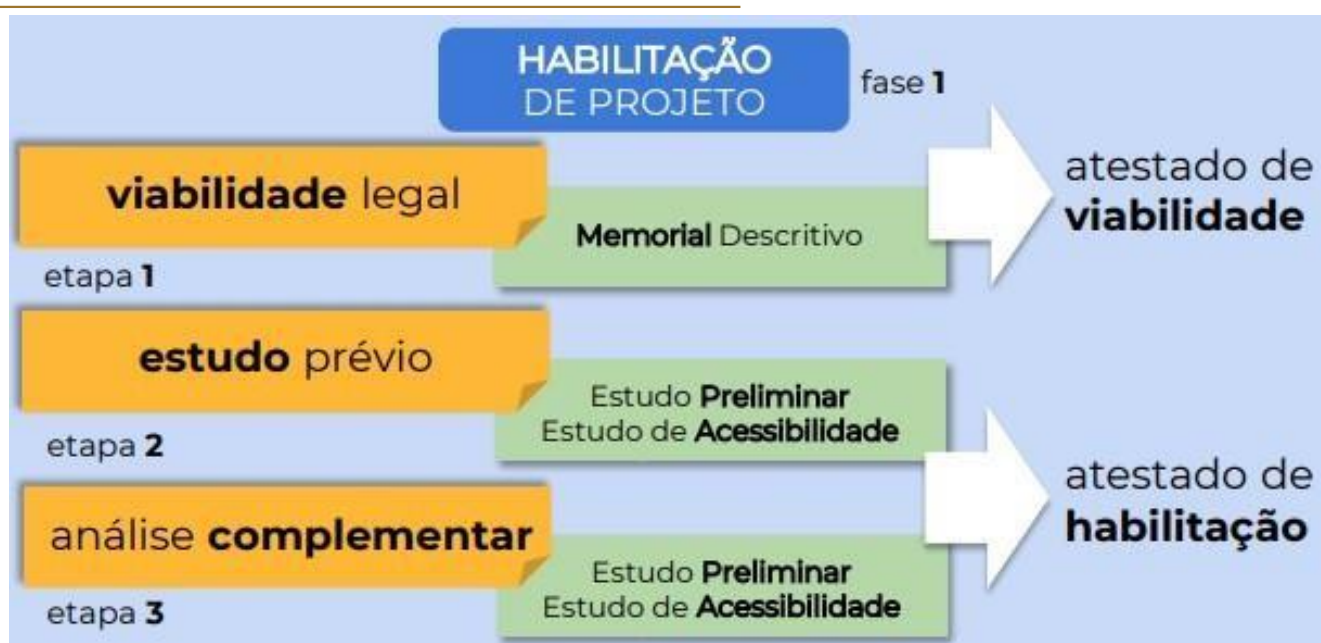 HABILITAÇÃO
DE PROJETO
fase 1
viabilidade legal
etapa 1
Memorial Descritivo
atestado de
viabilidade
estudo prévio
etapa 2
Estudo Preliminar
Estudo de Acessibilidade
análise complementar
etapa 3
Estudo Preliminar
Estudo de Acessibilidade
atestado de
habilitação